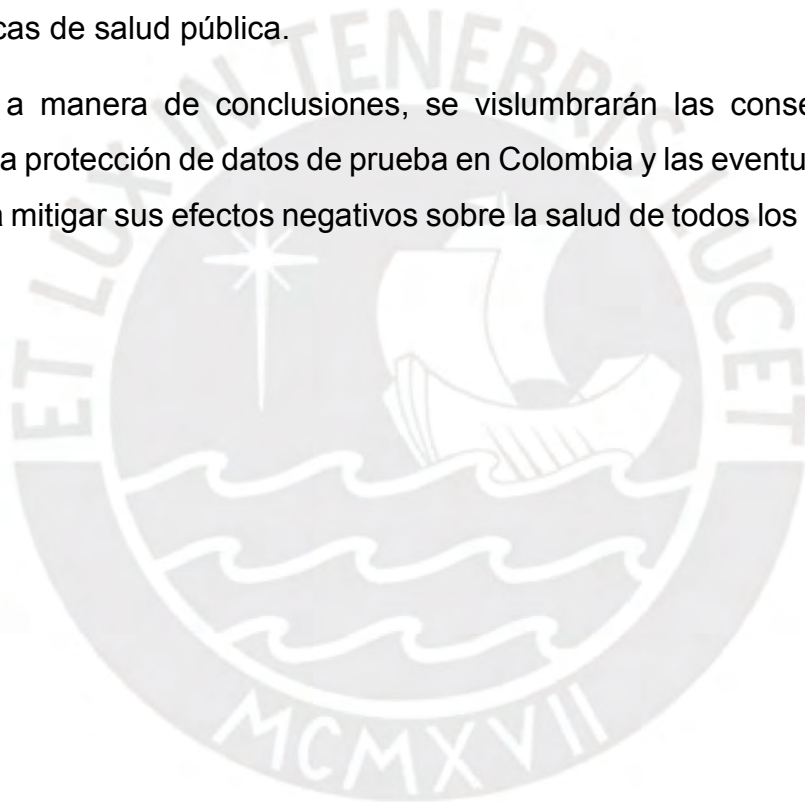 cas de salud pública.
a manera de conclusiones, se vislumbrarán las conse
a protección de datos de prueba en Colombia y las eventu
mitigar sus efectos negativos sobre la salud de todos los
ET LUX IN TENEBRIS LUCET
MCMXVII